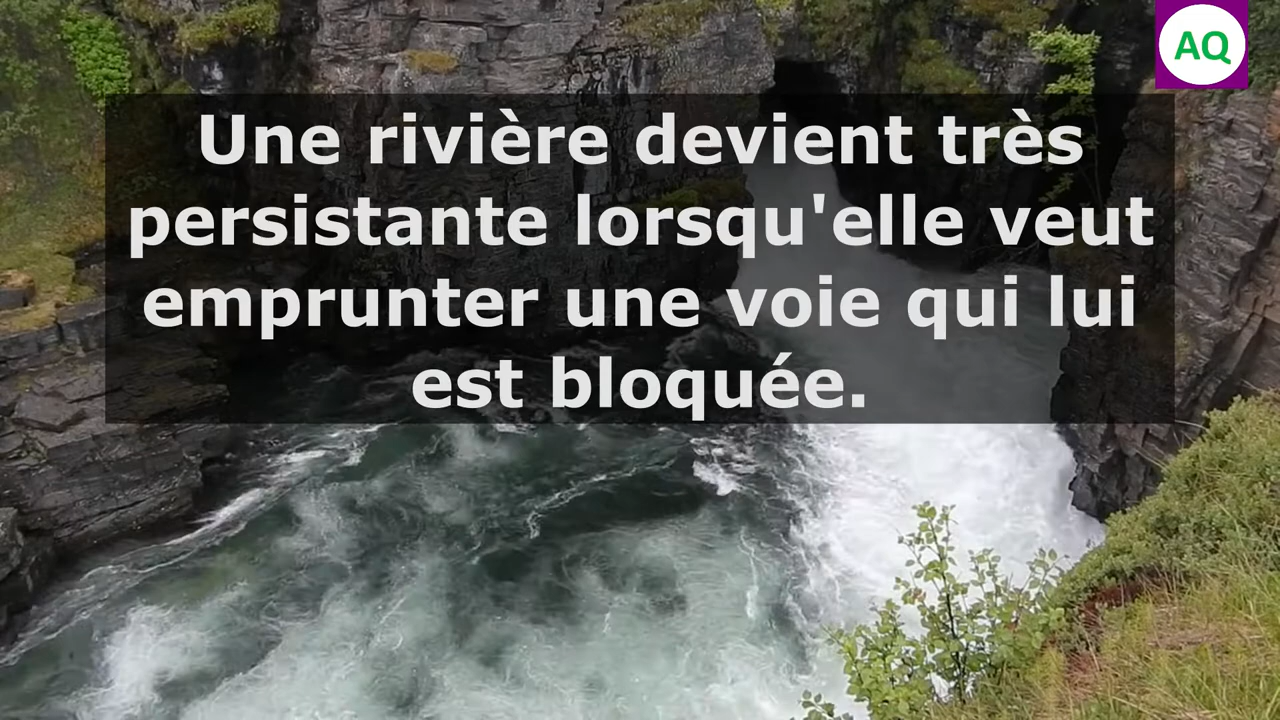 AQ
Une rivière devient très
persistante lorsqu'elle veut
emprunter une voie qui lui
est bloquée.